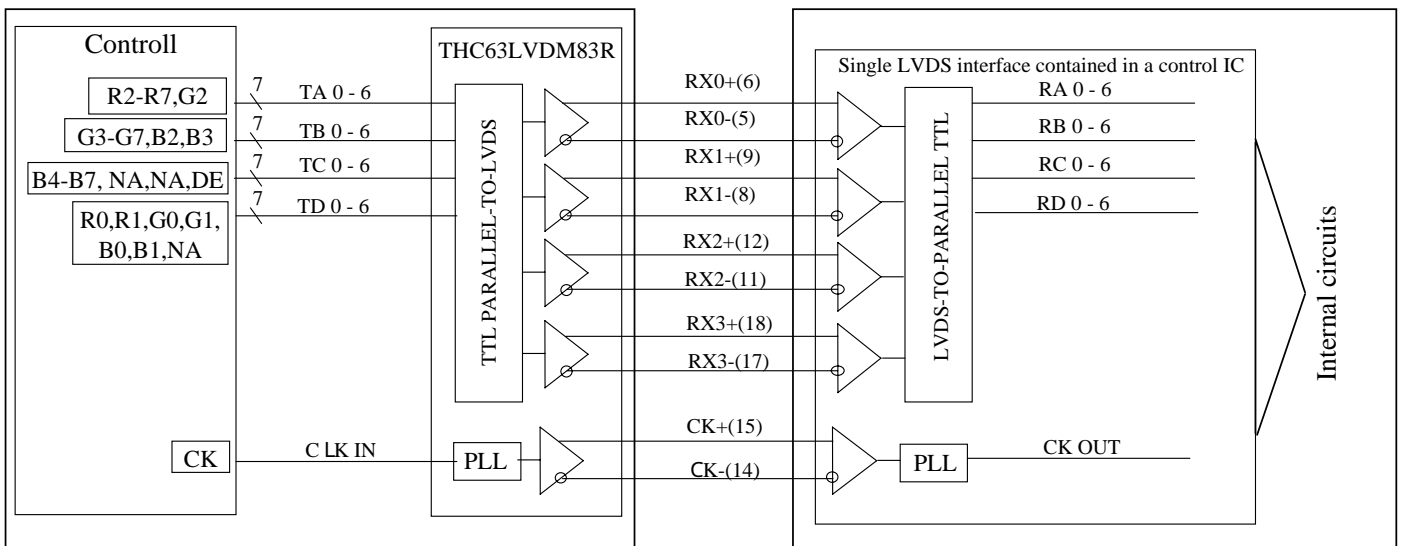 Controll
R2-R7,G2
G3-G7,B2,B3
B4-B7, NA,NA,DE
R0,R1,G0,G1,
B0,B1,NA
CK
7
TA 0 - 6
7
TB 0 - 6
7
TC 0 - 6
7
TD 0 - 6
CLK IN
THC63LVDM83R
TTL PARALLEL-TO-LVDS
PLL
RX0+(6)
RX0-(5)
RX1+(9)
RX1-(8)
RX2+(12)
RX2-(11)
RX3+(18)
RX3-(17)
CK+(15)
CK-(14)
Single LVDS interface contained in a control IC
LVDS-TO-PARALLEL TTL
PLL
RA 0 - 6
RB 0 - 6
RC 0 - 6
RD 0 - 6
CK OUT
Internal circuits